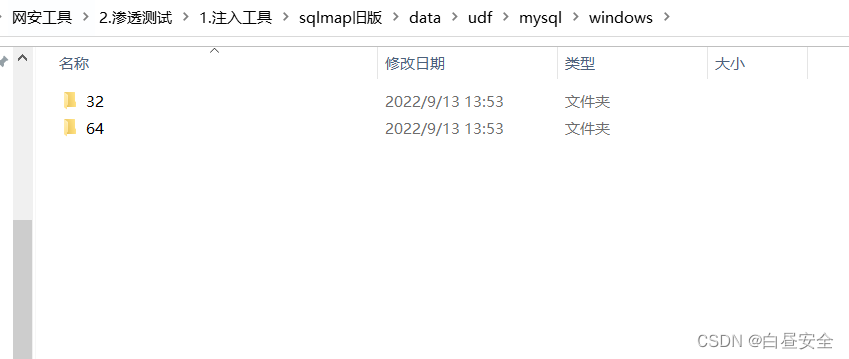 网安工具 > 2.渗透测试 > 1.注入工具 > sqlmap旧版 > data > udf > mysql > windows >
名称 修改日期 类型 大小
32 2022/9/13 13:53 文件夹
64 2022/9/13 13:53 文件夹
CSDN @白昼安全